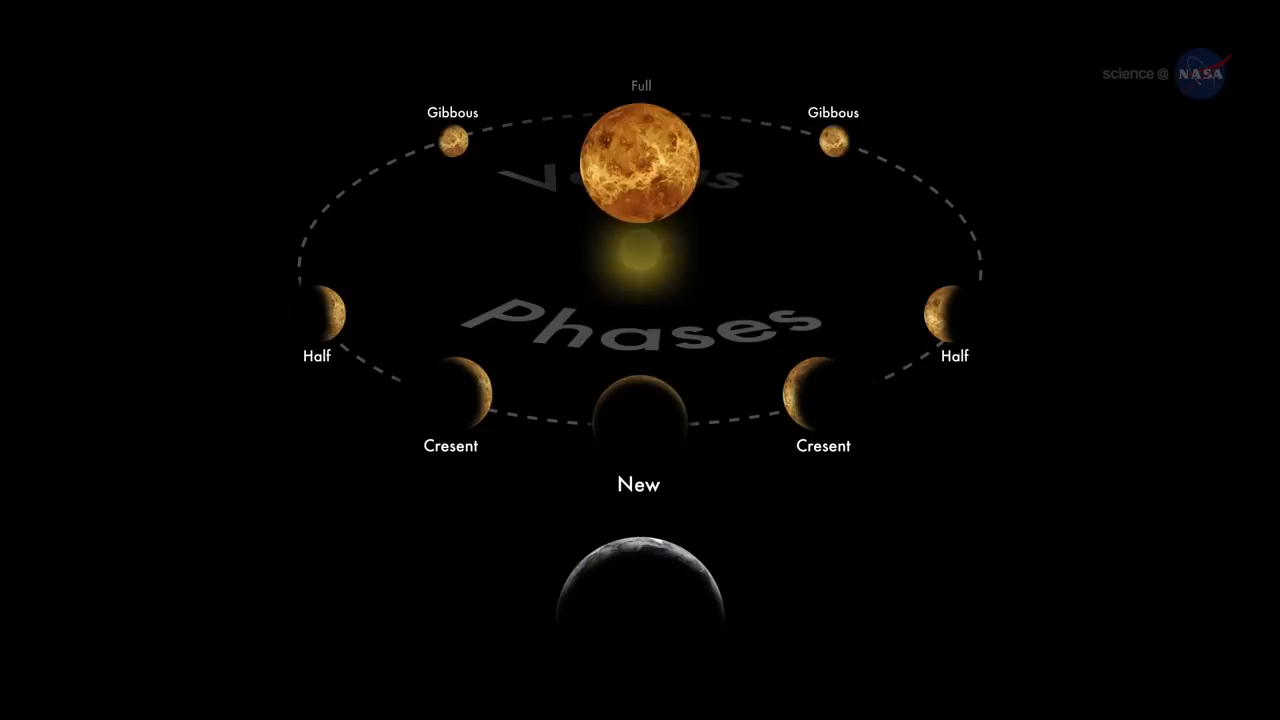 science@ NASA
Full
Gibbous
Gibbous
Phases
Half
Half
Cresent
Cresent
New